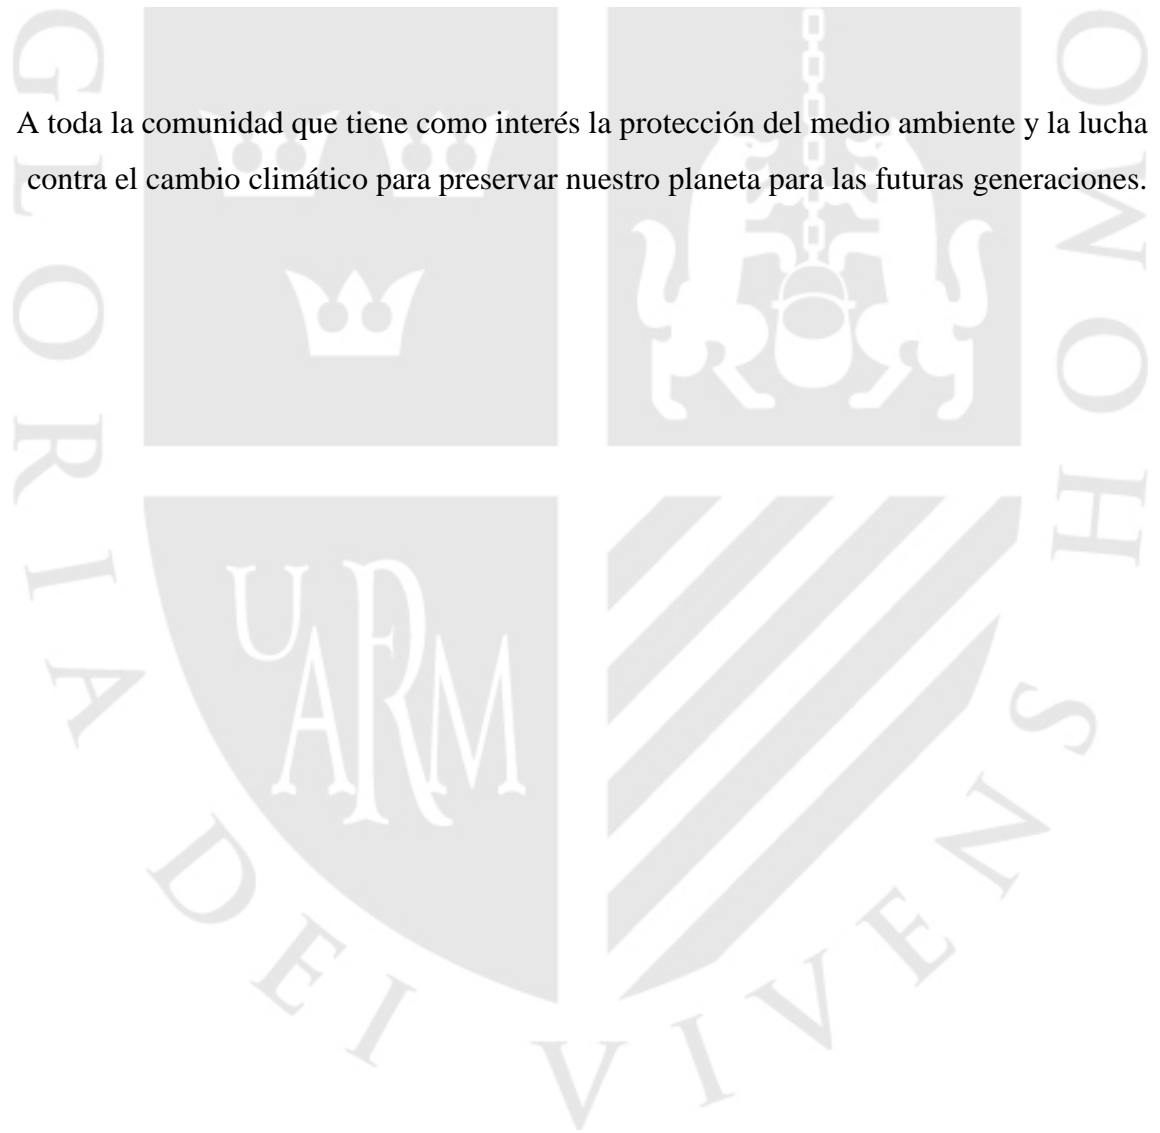 A toda la comunidad que tiene como interés la protección del medio ambiente y la lucha
contra el cambio climático para preservar nuestro planeta para las futuras generaciones.
GLORIA DEI VIVENS HOMO
UARM